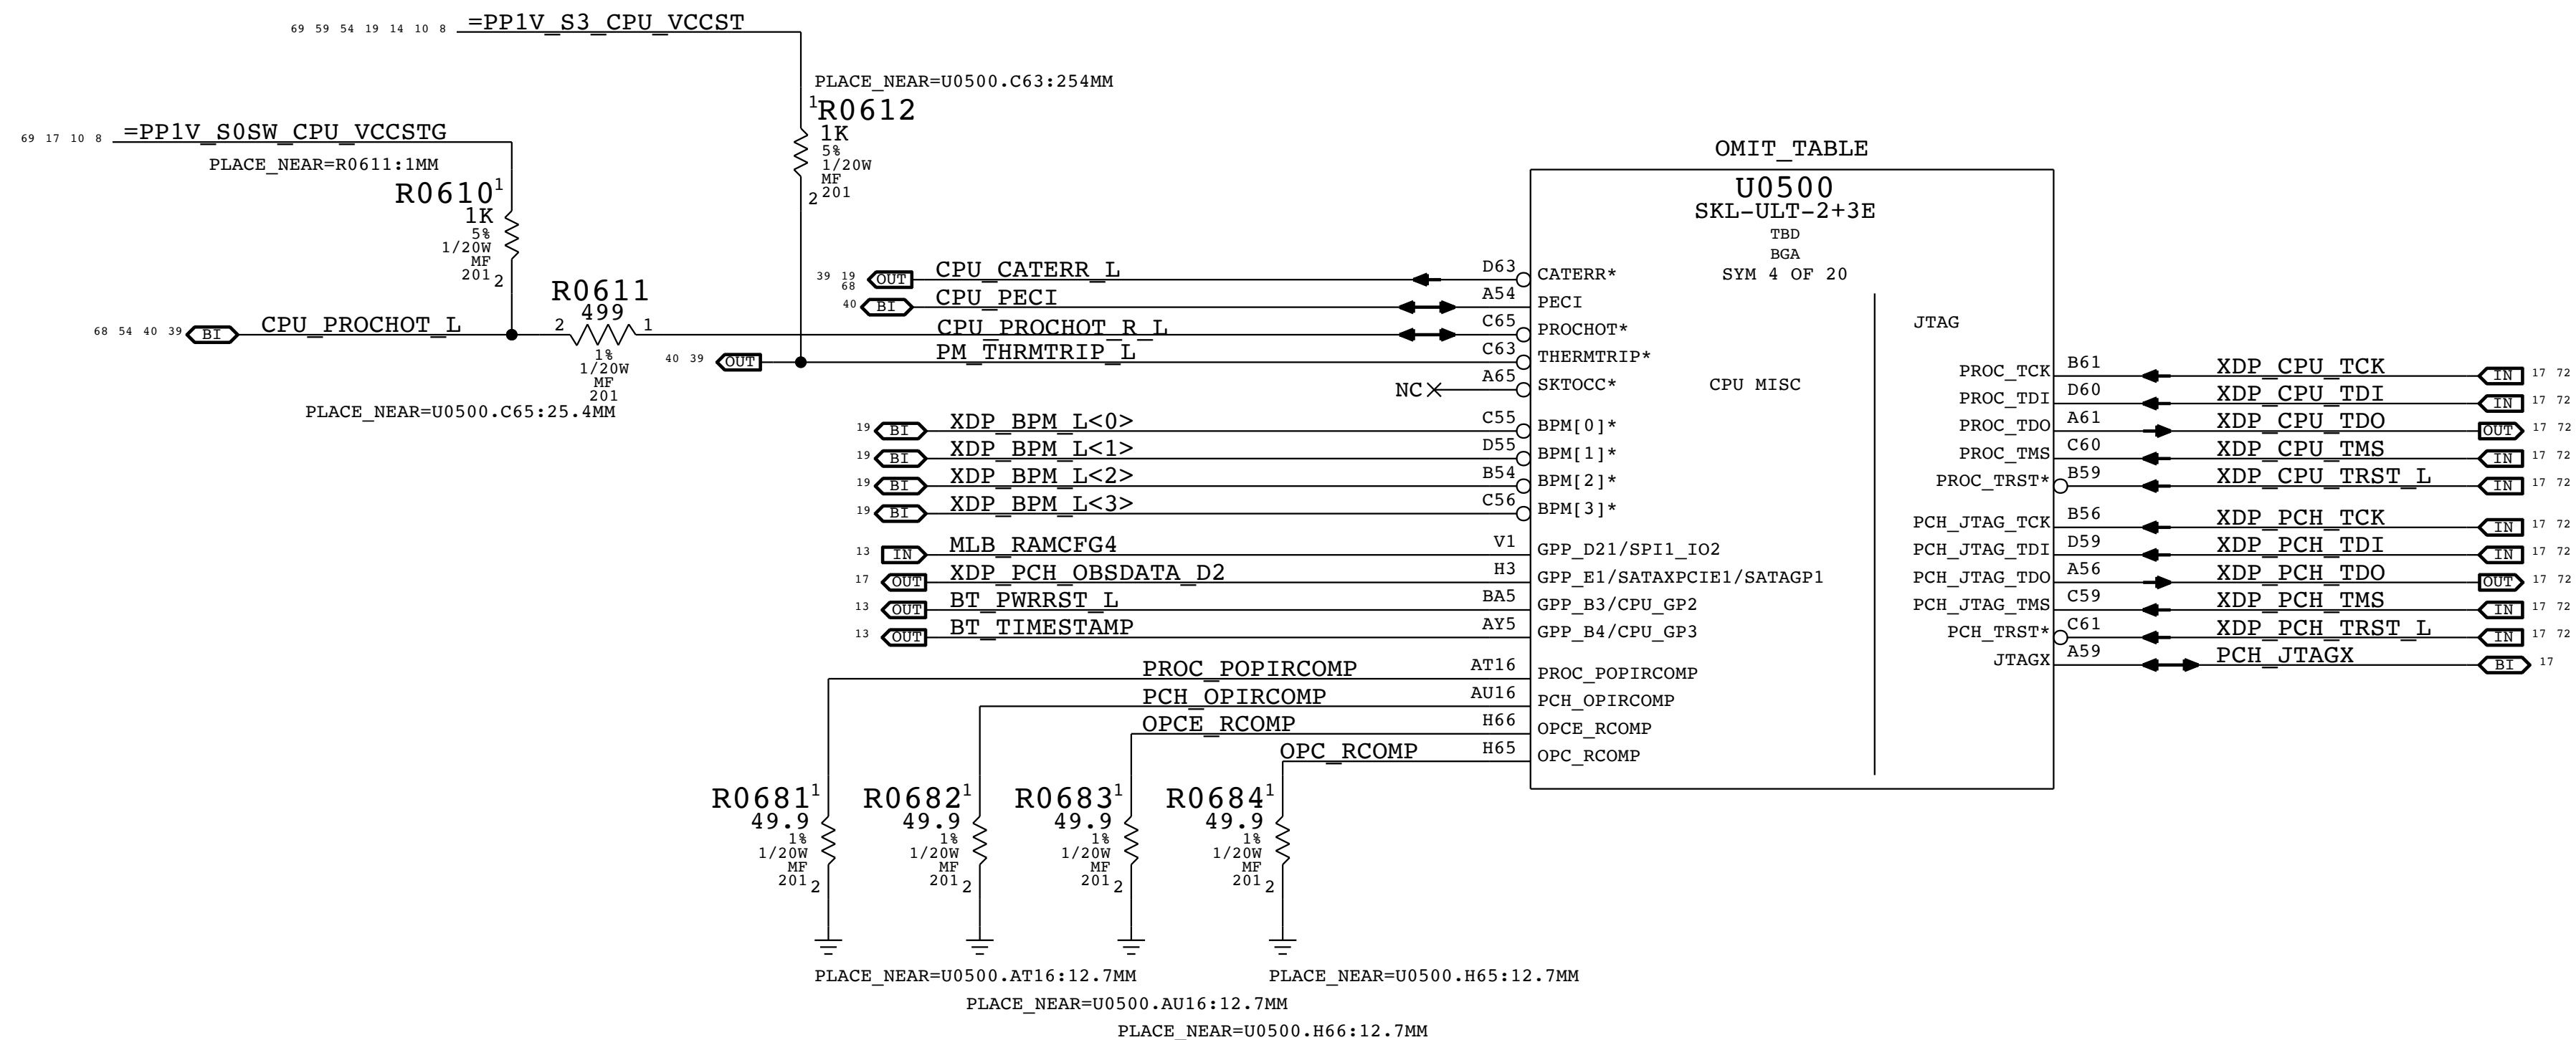 69 59 54 19 14 10 8 =PP1V_S3_CPU_VCCST
PLACE_NEAR=U0500.C63:254MM
1
R0612
1K
5%
1/20W
MF
201
2
69 17 10 8 =PP1V_S0SW_CPU_VCCSTG
PLACE_NEAR=R0611:1MM
R0610
1
1K
5%
1/20W
MF
201
2
R0611
499
2 1
1%
1/20W
MF
201
PLACE_NEAR=U0500.C65:25.4MM
68 54 40 39 BI CPU_PROCHOT_L
OMIT_TABLE
U0500
SKL-ULT-2+3E
TBD
BGA
SYM 4 OF 20
CPU MISC
JTAG
39 19 68 OUT CPU_CATERR_L D63 CATERR*
40 BI CPU_PECI A54 PECI
CPU_PROCHOT_R_L C65 PROCHOT*
40 39 OUT PM_THRMTRIP_L C63 THERMTRIP*
NC A65 SKTOCC*
19 BI XDP_BPM_L<0> C55 BPM[0]*
19 BI XDP_BPM_L<1> D55 BPM[1]*
19 BI XDP_BPM_L<2> B54 BPM[2]*
19 BI XDP_BPM_L<3> C56 BPM[3]*
13 IN MLB_RAMCFG4 V1 GPP_D21/SPI1_IO2
17 OUT XDP_PCH_OBSDATA_D2 H3 GPP_E1/SATAXPCIE1/SATAGP1
13 OUT BT_PWRRST_L BA5 GPP_B3/CPU_GP2
13 OUT BT_TIMESTAMP AY5 GPP_B4/CPU_GP3
PROC_POPIRCOMP AT16 PROC_POPIRCOMP
PCH_OPIRCOMP AU16 PCH_OPIRCOMP
OPCE_RCOMP H66 OPCE_RCOMP
OPC_RCOMP H65 OPC_RCOMP
PROC_TCK B61 XDP_CPU_TCK IN 17 72
PROC_TDI D60 XDP_CPU_TDI IN 17 72
PROC_TDO A61 XDP_CPU_TDO OUT 17 72
PROC_TMS C60 XDP_CPU_TMS IN 17 72
PROC_TRST* B59 XDP_CPU_TRST_L IN 17 72
PCH_JTAG_TCK B56 XDP_PCH_TCK IN 17 72
PCH_JTAG_TDI D59 XDP_PCH_TDI IN 17 72
PCH_JTAG_TDO A56 XDP_PCH_TDO OUT 17 72
PCH_JTAG_TMS C59 XDP_PCH_TMS IN 17 72
PCH_TRST* C61 XDP_PCH_TRST_L IN 17 72
JTAGX A59 PCH_JTAGX BI 17
R0681 1
49.9
1%
1/20W
MF
201 2
R0682 1
49.9
1%
1/20W
MF
201 2
R0683 1
49.9
1%
1/20W
MF
201 2
R0684 1
49.9
1%
1/20W
MF
201 2
PLACE_NEAR=U0500.AT16:12.7MM
PLACE_NEAR=U0500.H65:12.7MM
PLACE_NEAR=U0500.AU16:12.7MM
PLACE_NEAR=U0500.H66:12.7MM